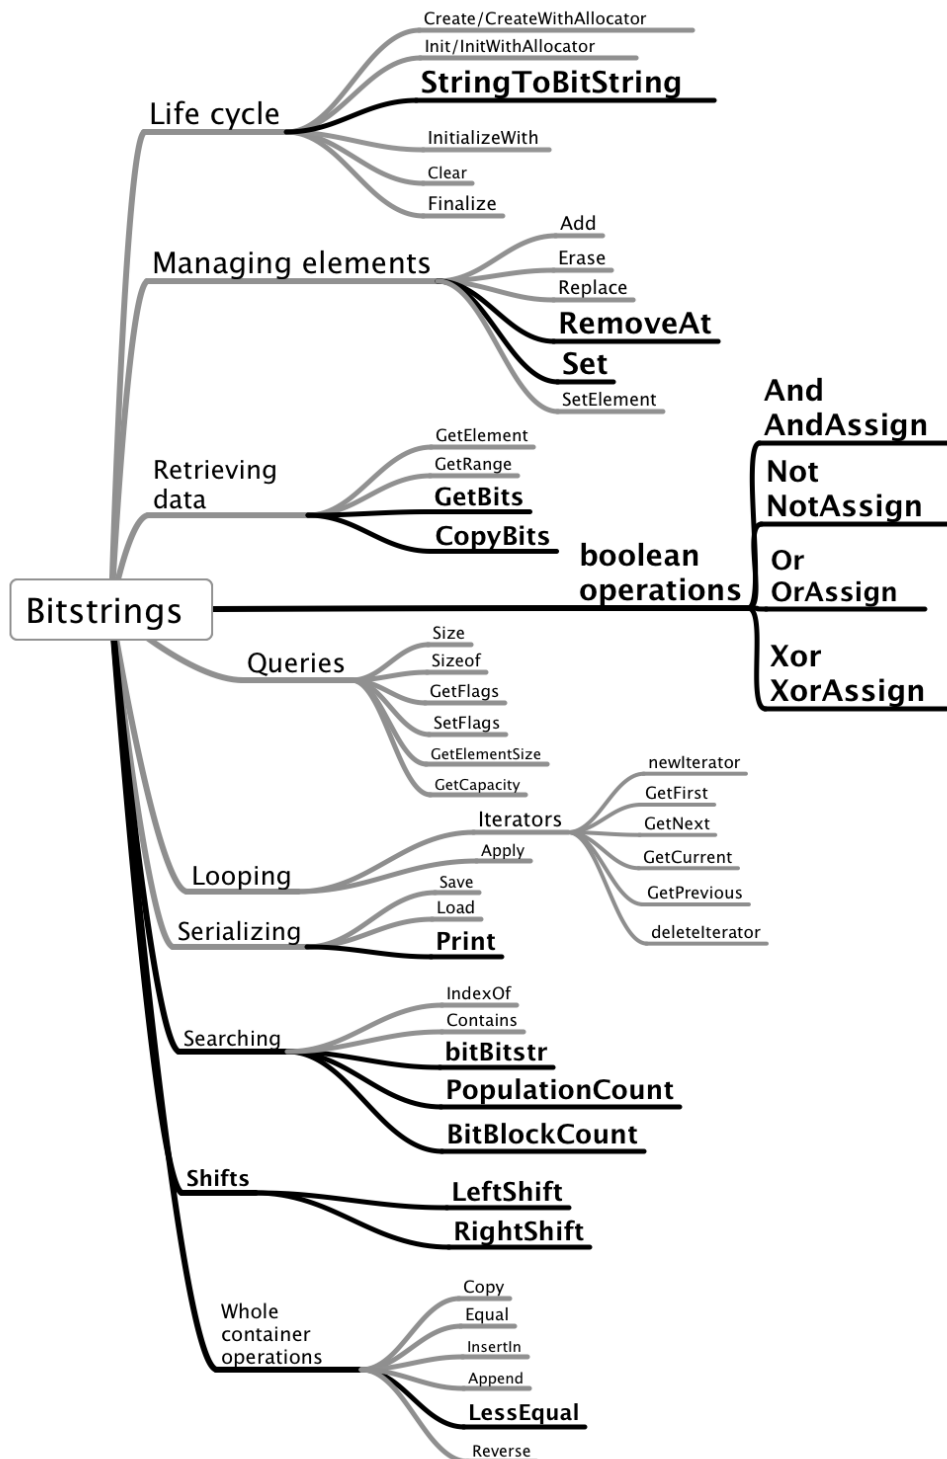 Create/CreateWithAllocator
Init/InitWithAllocator
StringToBitString
Life cycle
InitializeWith
Clear
Finalize
Add
Managing elements
Erase
Replace
RemoveAt
Set
SetElement
And
AndAssign
Not
NotAssign
Or
OrAssign
Xor
XorAssign
boolean
operations
GetElement
GetRange
GetBits
CopyBits
Retrieving
data
Bitstrings
Queries
Size
Sizeof
GetFlags
SetFlags
GetElementSize
GetCapacity
Looping
Iterators
Apply
newIterator
GetFirst
GetNext
GetCurrent
GetPrevious
deleteIterator
Serializing
Save
Load
Print
Searching
IndexOf
Contains
bitBitstr
PopulationCount
BitBlockCount
Shifts
LeftShift
RightShift
Whole
container
operations
Copy
Equal
InsertIn
Append
LessEqual
Reverse